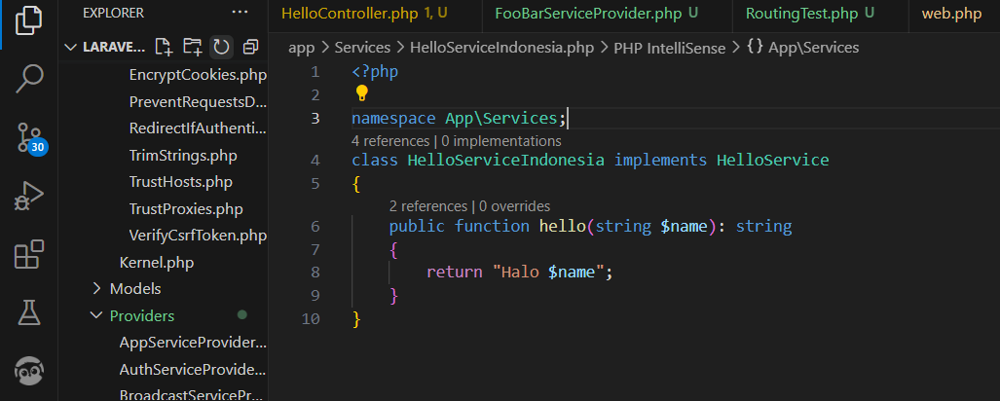 EXPLORER
LARAVE...
EncryptCookies.php
PreventRequestsD...
RedirectIfAuthenti...
TrimStrings.php
TrustHosts.php
TrustProxies.php
VerifyCsrfToken.php
Kernel.php
Models
Providers
AppServiceProvider...
AuthServiceProvide...
BroadcastServicePr...
30
HelloController.php 1, U
FooBarServiceProvider.php U
RoutingTest.php U
web.php
app > Services > HelloServiceIndonesia.php > PHP IntelliSense > {} App\Services
1 <?php
2
3 namespace App\Services;
4 references | 0 implementations
4 class HelloServiceIndonesia implements HelloService
5 {
2 references | 0 overrides
6 public function hello(string $name): string
7 {
8 return "Halo $name";
9 }
10 }